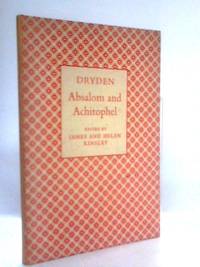 DRYDEN
Absalom and
Achitophel
EDITED BY
JAMES AND HELEN
KINSLEY